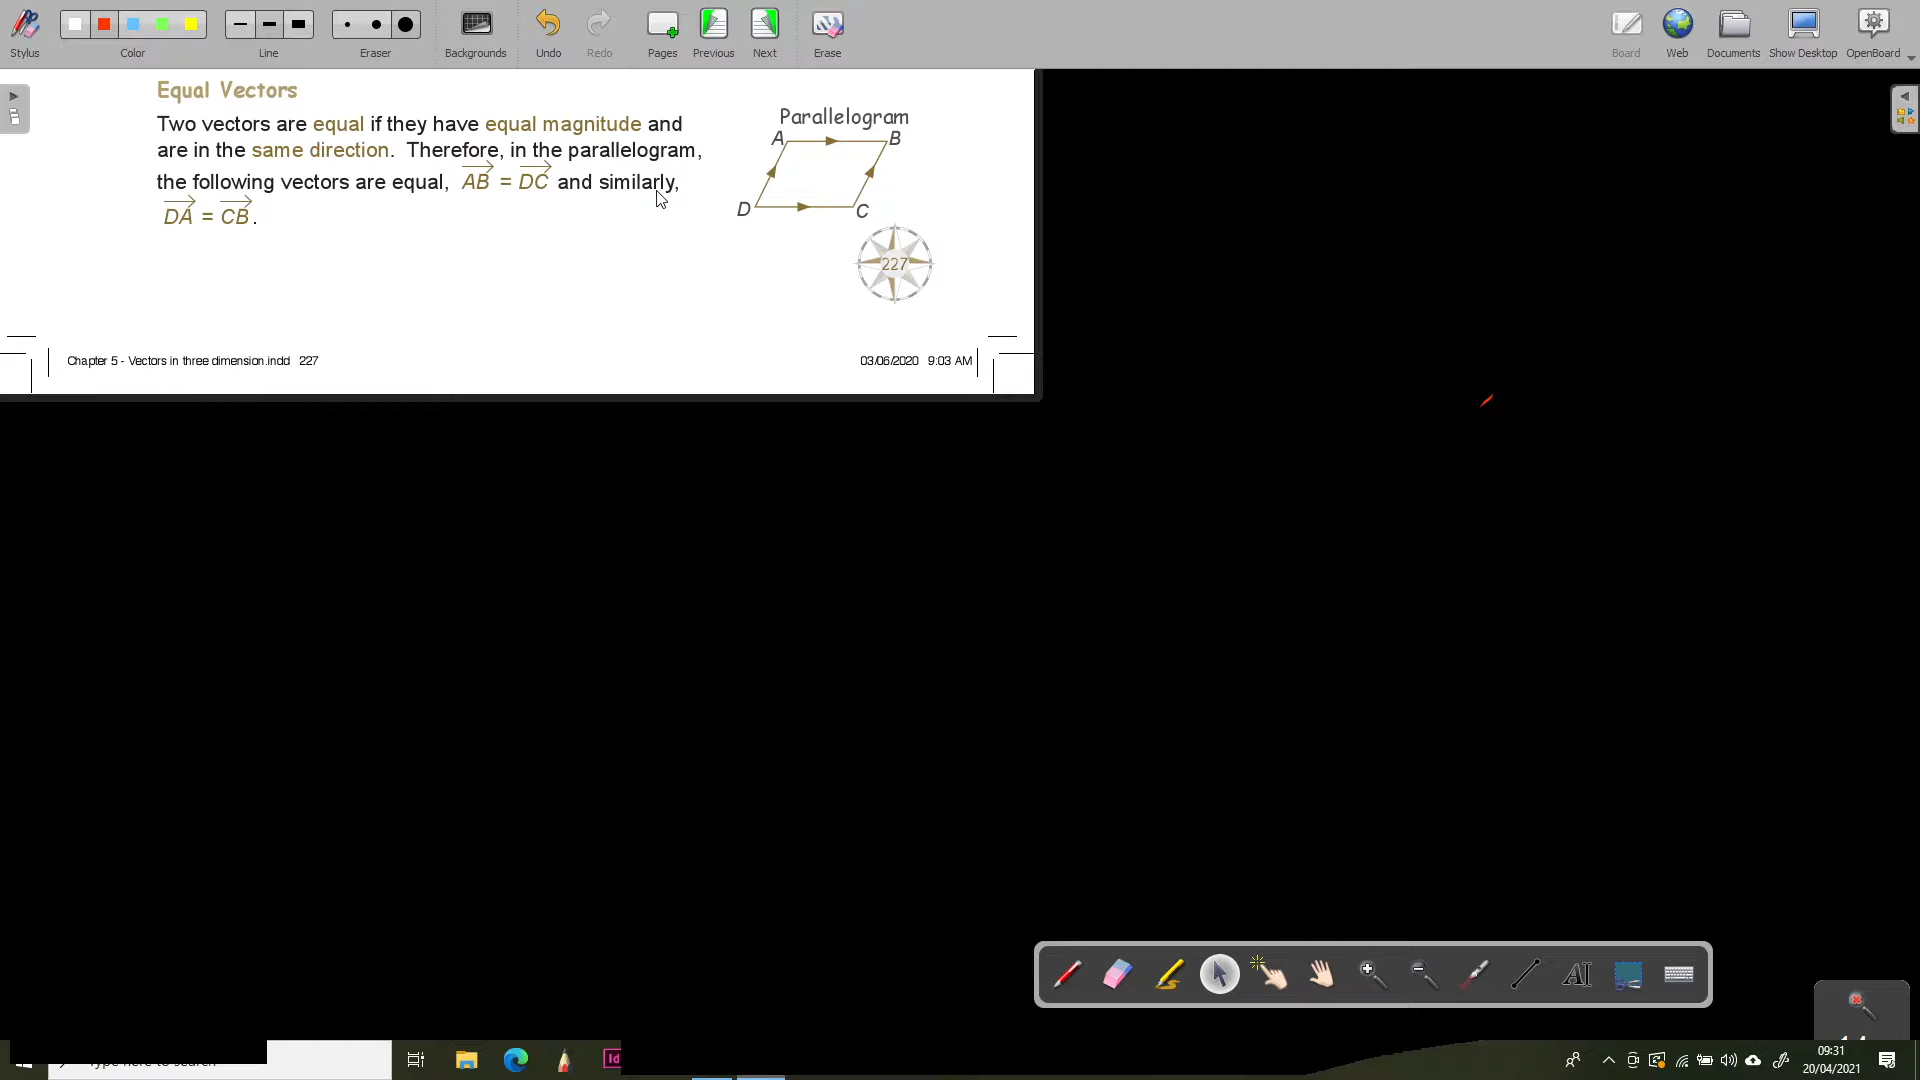 Stylus
Color
Line
Eraser
Backgrounds
Undo
Redo
Pages
Previous
Next
Erase
Board
Web
Documents
Show Desktop
OpenBoard
Equal Vectors
Two vectors are equal if they have equal magnitude and
are in the same direction. Therefore, in the parallelogram,
the following vectors are equal, AB = DC and similarly,
DA = CB.
Parallelogram
A
B
D
C
227
Chapter 5 - Vectors in three dimension.indd 227
03/06/2020 9:03 AM
AI
Id
09:31
20/04/2021